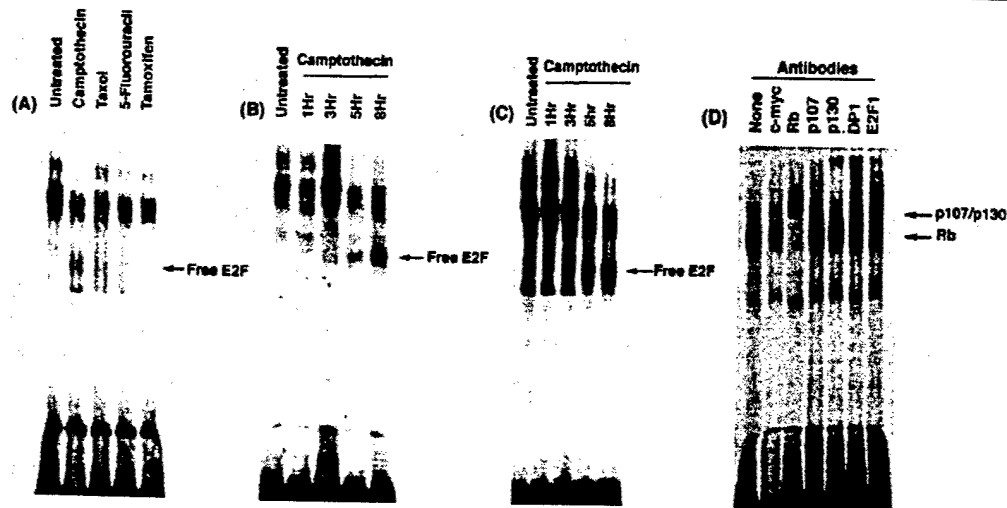 (A)
Untreated
Camptothecin
Taxol
5-Fluorouracil
Tamoxifen
Free E2F
(B)
Untreated
Camptothecin
1Hr
3Hr
5Hr
8Hr
Free E2F
(C)
Untreated
Camptothecin
1Hr
3Hr
5hr
8Hr
Free E2F
(D)
Antibodies
None
c-myc
Rb
p107
p130
DP1
E2F1
p107/p130
Rb